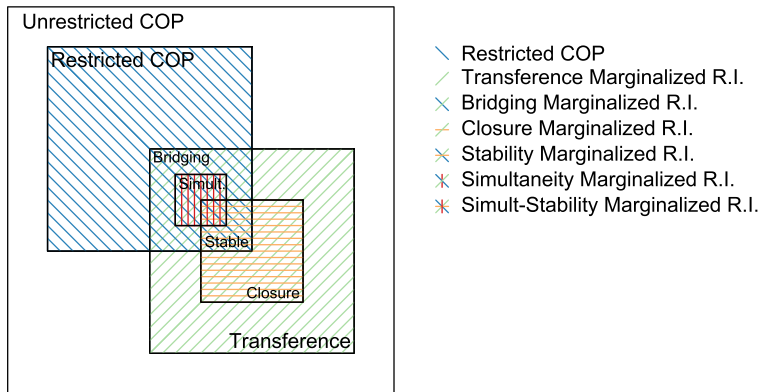 Unrestricted COP
Restricted COP
Bridging
Simult.
Stable
Closure
Transference
Restricted COP
Transference Marginalized R.I.
Bridging Marginalized R.I.
Closure Marginalized R.I.
Stability Marginalized R.I.
Simultaneity Marginalized R.I.
Simult-Stability Marginalized R.I.